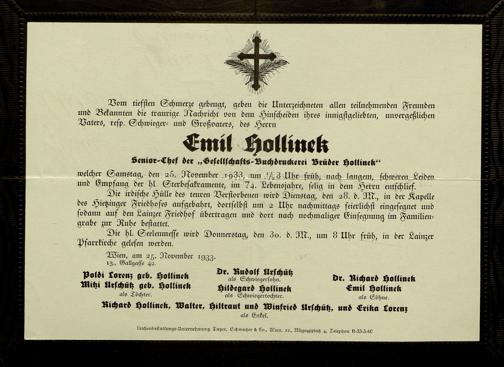 Vom tiefsten Schmerze gebeugt, geben die Unterzeichneten allen teilnehmenden Freunden
und Bekannten die traurige Nachricht von dem Hinscheiden ihres innigstgeliebten, unvergeßlichen
Vaters, resp. Schwieger- und Großvaters, des Herrn
Emil Hollinek
Senior-Chef der „Gesellschafts-Buchdruckerei Brüder Hollinek“
welcher Samstag, den 25. November 1933, um ½3 Uhr früh, nach langem, schweren Leiden
und Empfang der hl. Sterbesakramente, im 74. Lebensjahre, selig in dem Herrn entschlief.
Die irdische Hülle des teuren Verstorbenen wird Dienstag, den 28. d. M., in der Kapelle
des Hietzinger Friedhofes aufgebahrt, dortselbst um 2 Uhr nachmittags feierlichst eingesegnet und
sodann auf den Lainzer Friedhof übertragen und dort nach nochmaliger Einsegnung im Familien-
grabe zur Ruhe bestattet.
Die hl. Seelenmesse wird Donnerstag, den 30. d. M., um 8 Uhr früh, in der Lainzer
Pfarrkirche gelesen werden.
Wien, am 25. November 1933.
13., Gallgasse 40.
Poldi Lorenz geb. Hollinek
Mitzi Urschütz geb. Hollinek
als Töchter.
Dr. Rudolf Urschütz
als Schwiegersohn.
Hildegard Hollinek
als Schwiegertochter.
Dr. Richard Hollinek
Emil Hollinek
als Söhne.
Richard Hollinek, Walter, Hiltraut und Winfried Urschütz, und Erika Lorenz
als Enkel.
Leichenbestattungs-Unternehmung